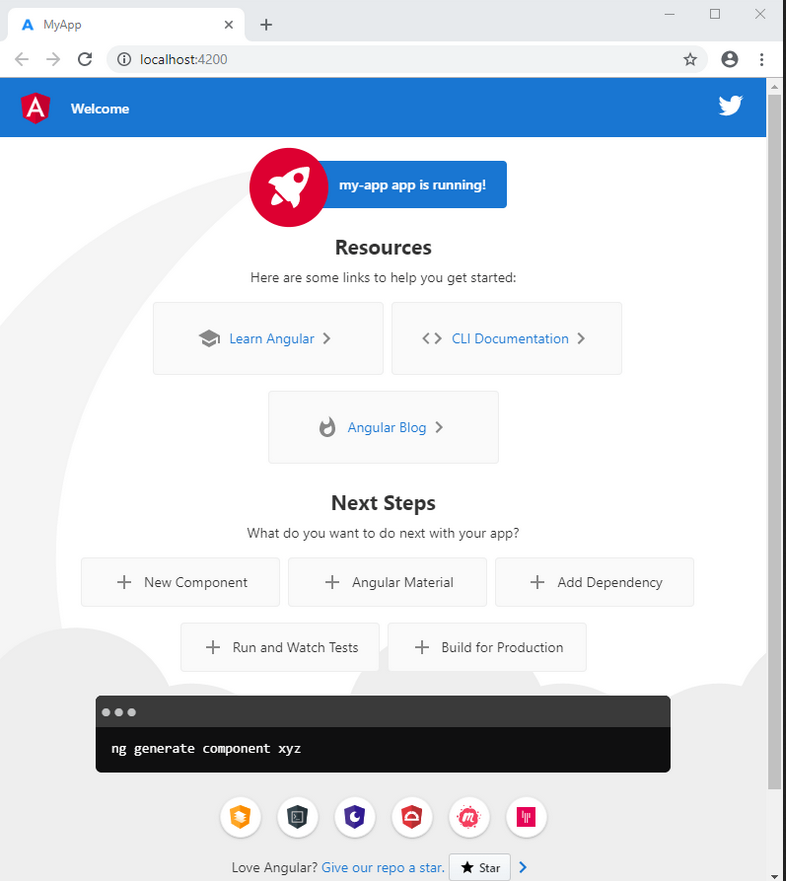 MyApp
localhost:4200
Welcome
my-app app is running!
Resources
Here are some links to help you get started:
Learn Angular
CLI Documentation
Angular Blog
Next Steps
What do you want to do next with your app?
New Component
Angular Material
Add Dependency
Run and Watch Tests
Build for Production
ng generate component xyz
Love Angular? Give our repo a star. Star